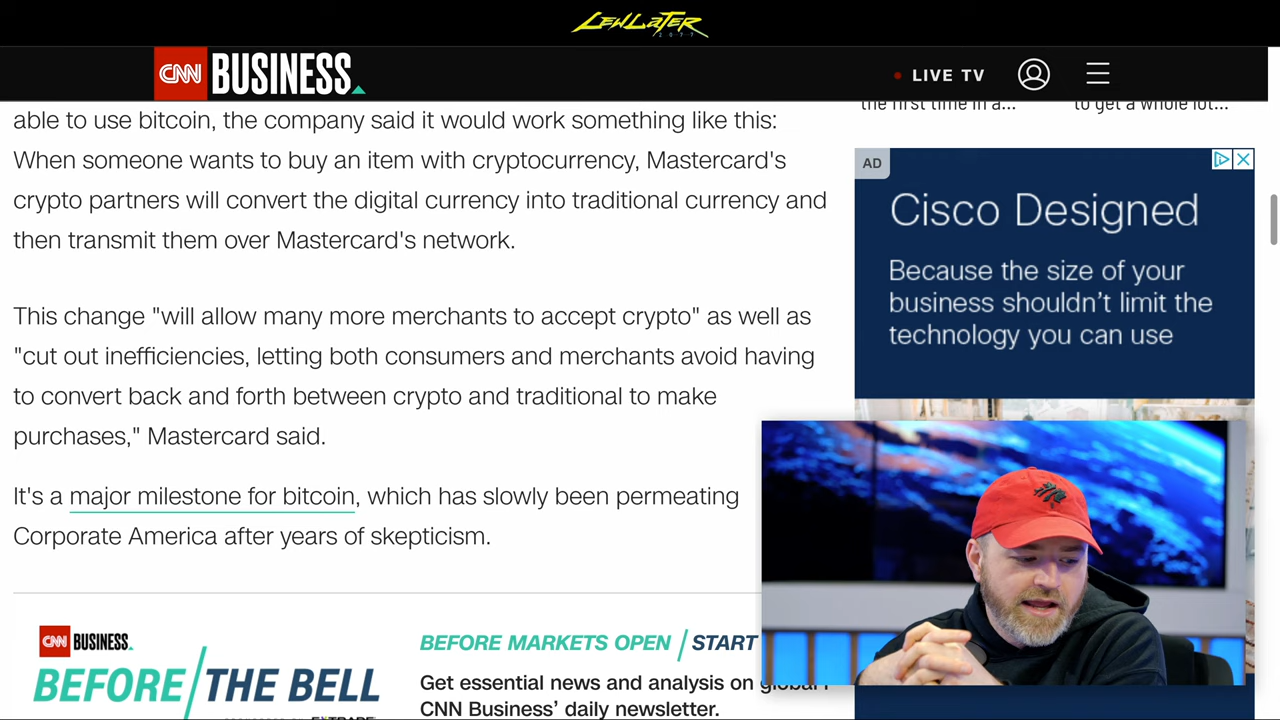 LEWLATER
2077
CNN BUSINESS
LIVE TV
the first time in a...
to get a whole lot...
able to use bitcoin, the company said it would work something like this:
When someone wants to buy an item with cryptocurrency, Mastercard's
crypto partners will convert the digital currency into traditional currency and
then transmit them over Mastercard's network.
This change "will allow many more merchants to accept crypto" as well as
"cut out inefficiencies, letting both consumers and merchants avoid having
to convert back and forth between crypto and traditional to make
purchases," Mastercard said.
It's a major milestone for bitcoin, which has slowly been permeating
Corporate America after years of skepticism.
AD
Cisco Designed
Because the size of your
business shouldn't limit the
technology you can use
CNN BUSINESS
BEFORE / THE BELL
BEFORE MARKETS OPEN / START
Get essential news and analysis on global
CNN Business' daily newsletter.